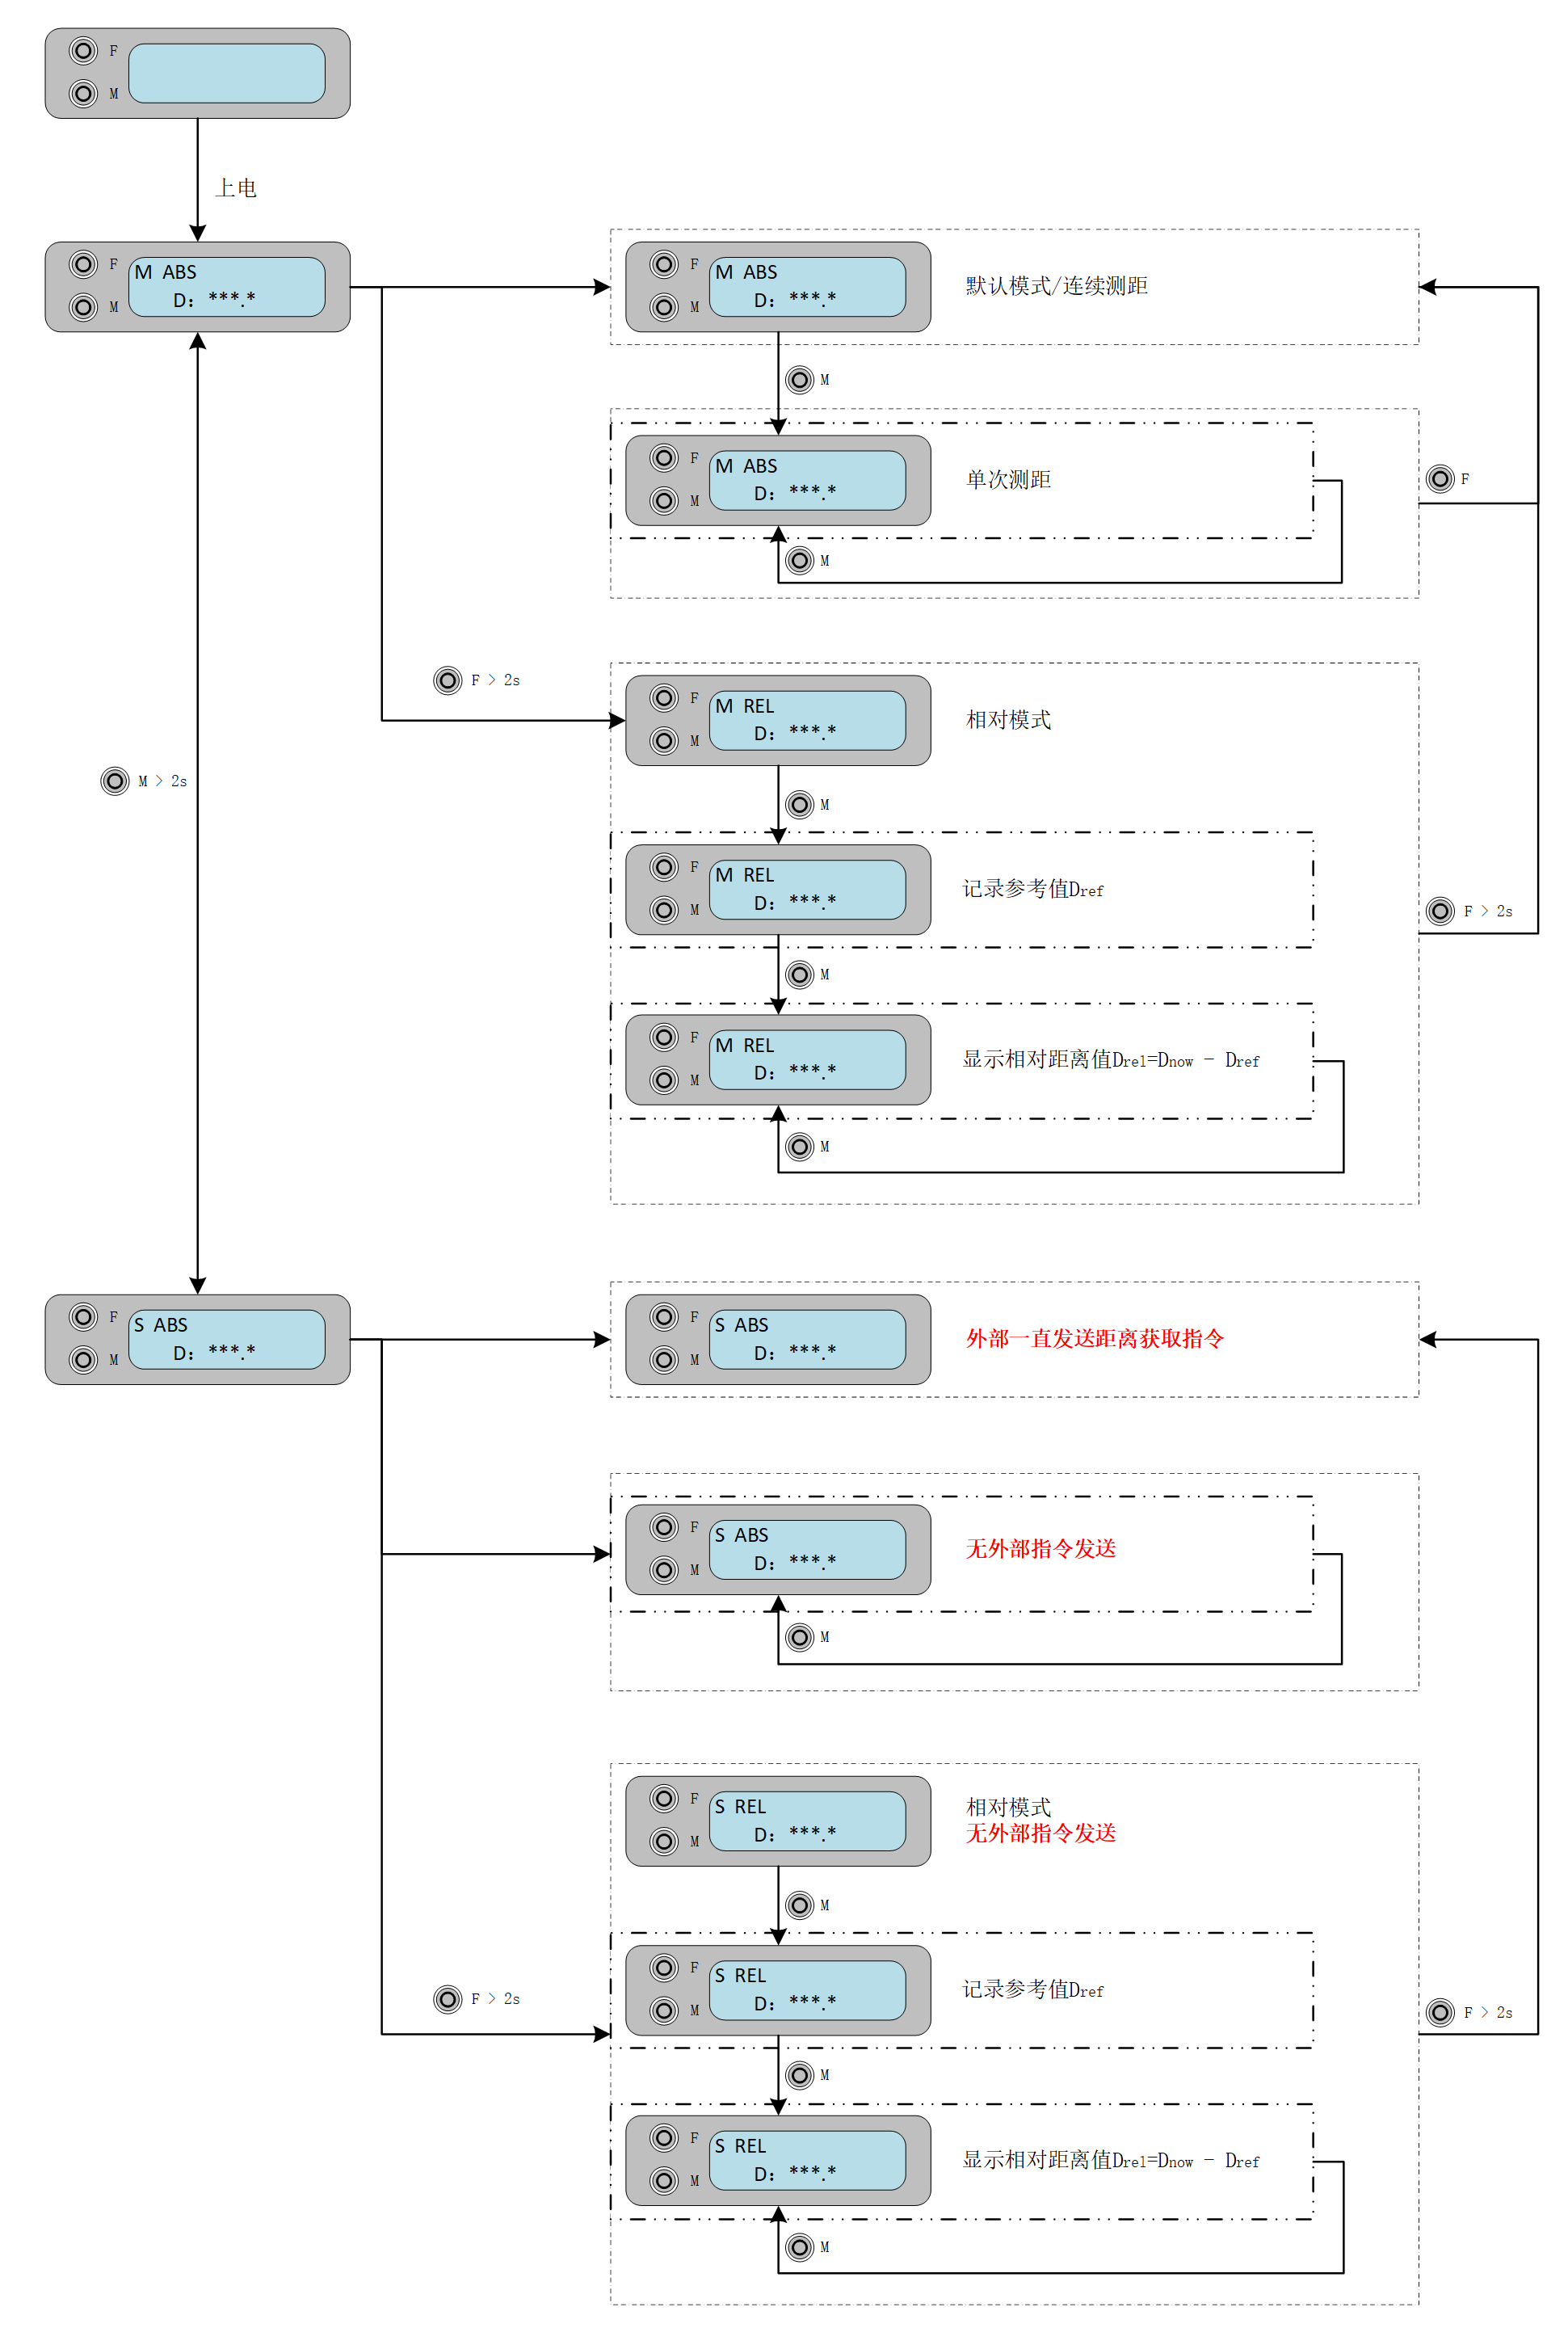 F
M
上电
F
M ABS
D: ***.*
M
F
M ABS
D: ***.*
M
默认模式/连续测距
M
F
M ABS
D: ***.*
M
单次测距
F
M
F > 2s
F
M REL
D: ***.*
M
相对模式
M > 2s
M
F
M REL
D: ***.*
M
记录参考值Dref
F > 2s
M
F
M REL
D: ***.*
M
显示相对距离值Drel=Dnow - Dref
M
F
S ABS
D: ***.*
M
F
S ABS
D: ***.*
M
外部一直发送距离获取指令
F
S ABS
D: ***.*
M
无外部指令发送
M
F
S REL
D: ***.*
M
相对模式
无外部指令发送
M
F > 2s
F
S REL
D: ***.*
M
记录参考值Dref
F > 2s
M
F
S REL
D: ***.*
M
显示相对距离值Drel=Dnow - Dref
M